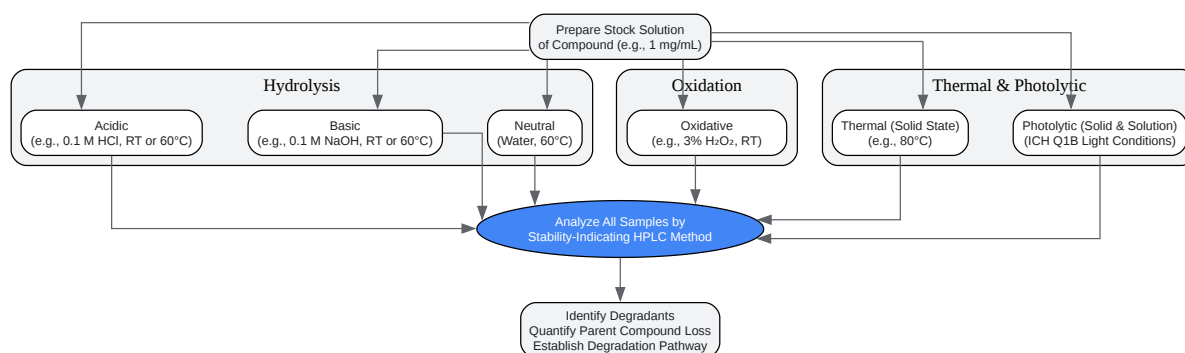 Prepare Stock Solution
of Compound (e.g., 1 mg/mL)
Hydrolysis
Oxidation
Thermal & Photolytic
Acidic
(e.g., 0.1 M HCl, RT or 60°C)
Basic
(e.g., 0.1 M NaOH, RT or 60°C)
Neutral
(Water, 60°C)
Oxidative
(e.g., 3% H₂O₂, RT)
Thermal (Solid State)
(e.g., 80°C)
Photolytic (Solid & Solution)
(ICH Q1B Light Conditions)
Analyze All Samples by
Stability-Indicating HPLC Method
Identify Degradants
Quantify Parent Compound Loss
Establish Degradation Pathway